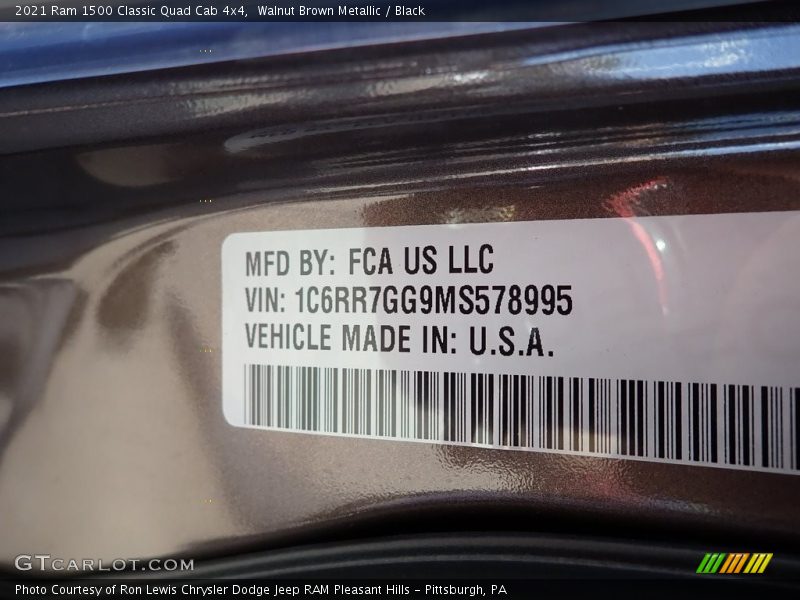 2021 Ram 1500 Classic Quad Cab 4x4,  Walnut Brown Metallic / Black
MFD BY: FCA US LLC
VIN: 1C6RR7GG9MS578995
VEHICLE MADE IN: U.S.A.
GTCARLOT.COM
Photo Courtesy of Ron Lewis Chrysler Dodge Jeep RAM Pleasant Hills - Pittsburgh, PA